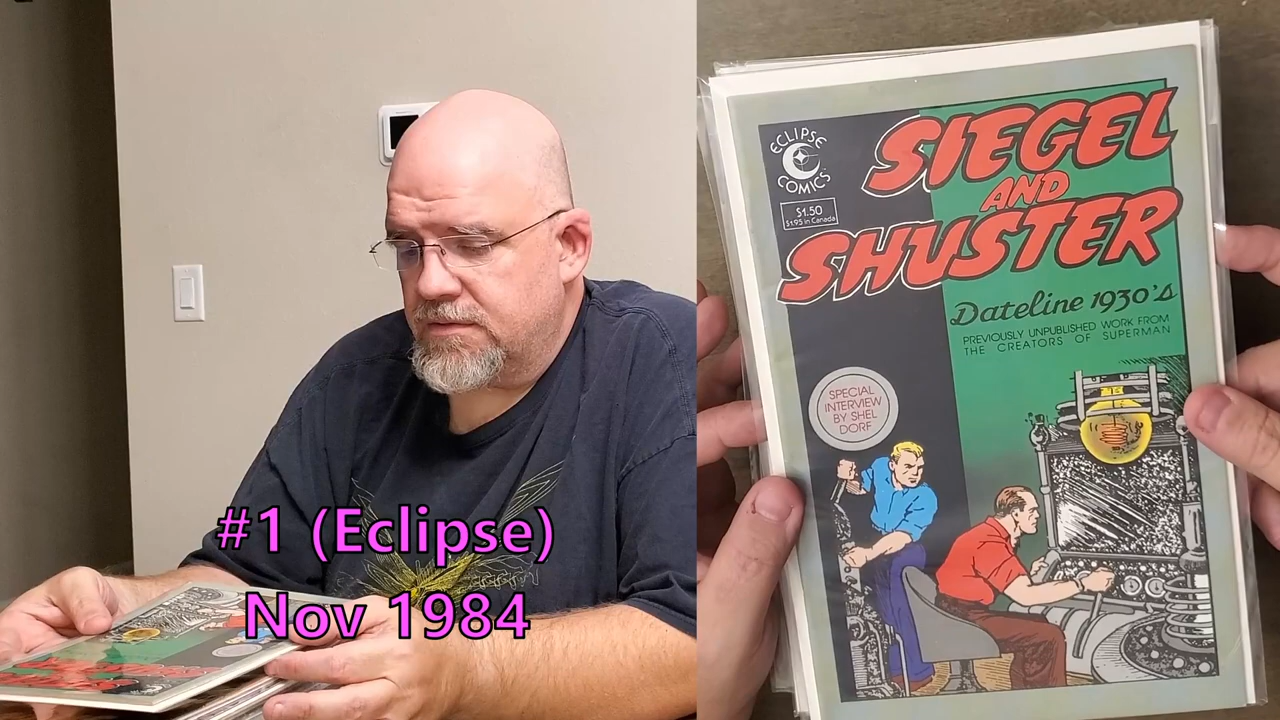 #1 (Eclipse)
Nov 1984
ECLIPSE
COMICS
$1.50
$1.95 in Canada
SIEGEL
AND
SHUSTER
Dateline 1930's
PREVIOUSLY UNPUBLISHED WORK FROM
THE CREATORS OF SUPERMAN
SPECIAL
INTERVIEW
BY SHEL
DORF